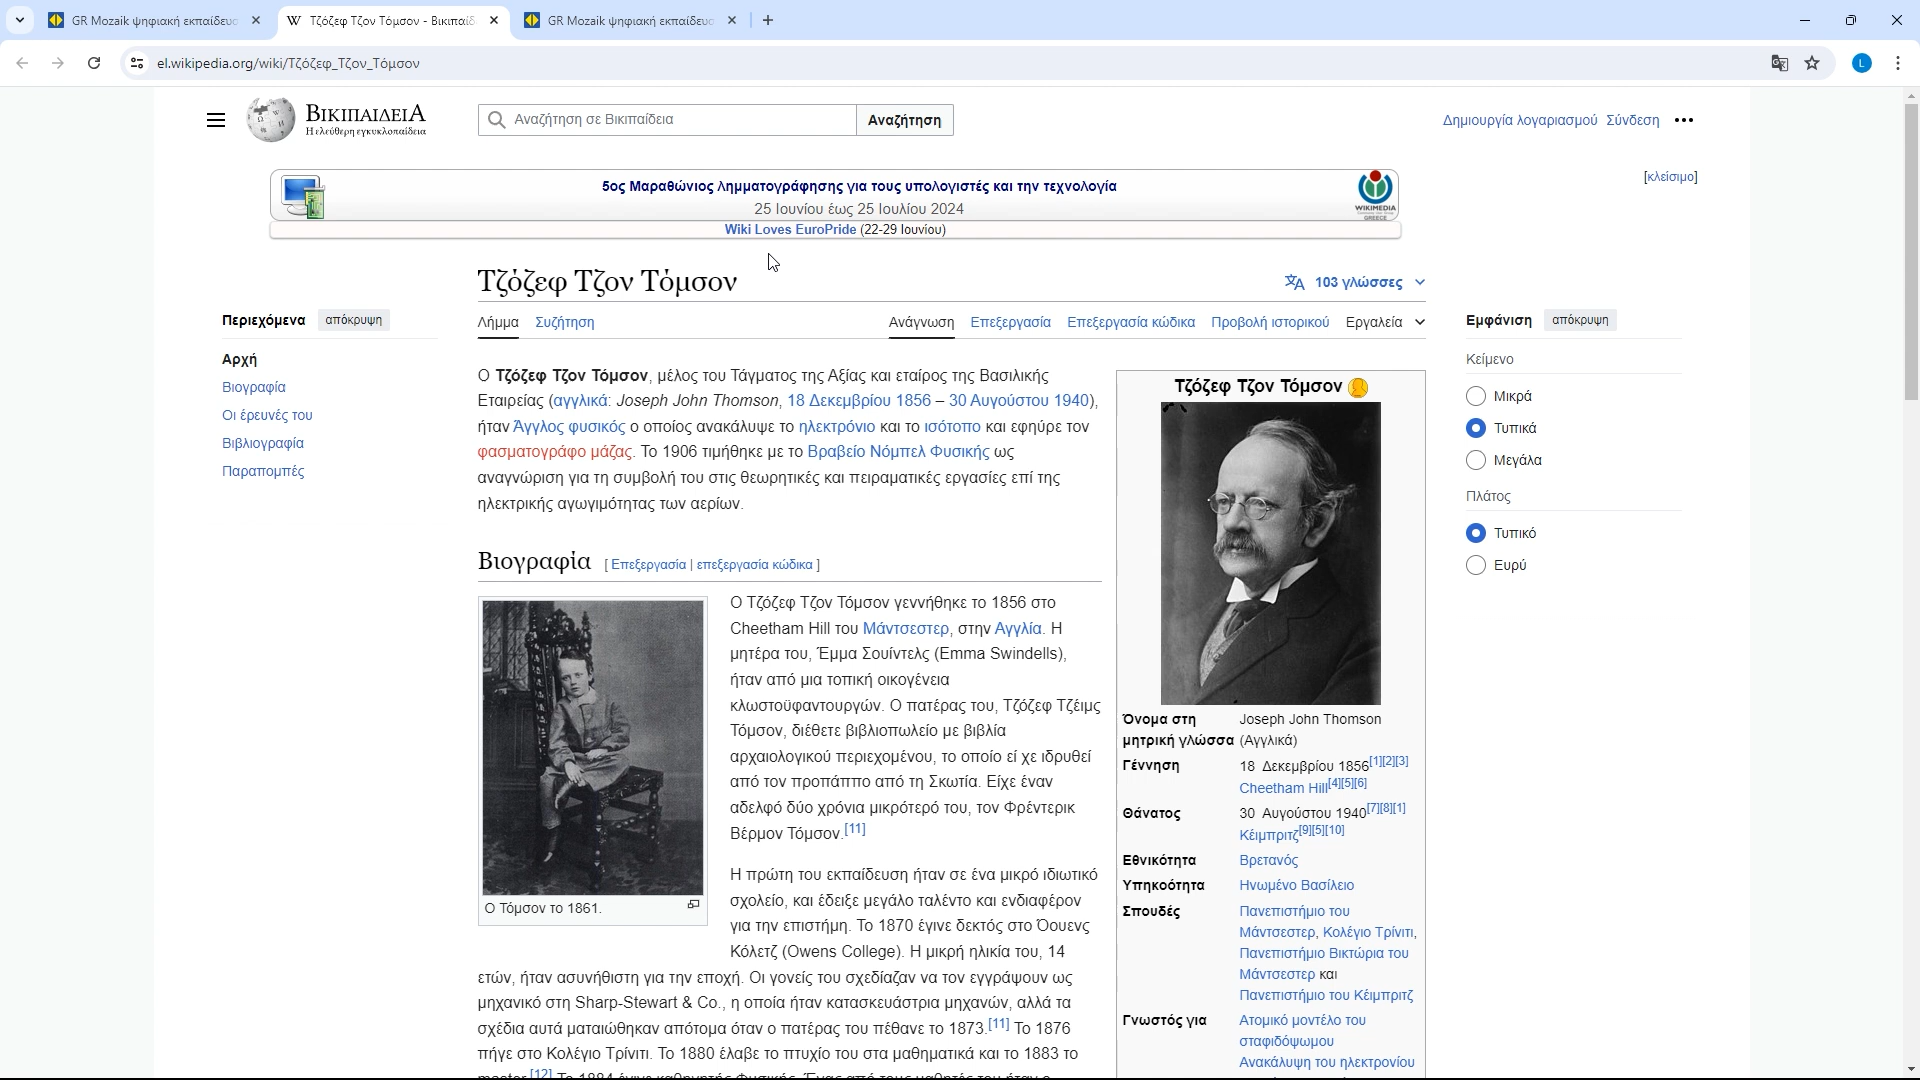 GR Mozaik ψηφιακή εκπαίδευσ
Τζόζεφ Τζον Τόμσον - Βικιπαίδ
GR Mozaik ψηφιακή εκπαίδευσ
el.wikipedia.org/wiki/Τζόζεφ_Τζον_Τόμσον
L
ΒΙΚΙΠΑΙΔΕΙΑ
Η ελεύθερη εγκυκλοπαίδεια
Αναζήτηση σε Βικιπαίδεια
Αναζήτηση
Δημιουργία λογαριασμού Σύνδεση
5ος Μαραθώνιος λημματογράφησης για τους υπολογιστές και την τεχνολογία
25 Ιουνίου έως 25 Ιουλίου 2024
WIKIMEDIA
GREECE
[κλείσιμο]
Wiki Loves EuroPride (22-29 Ιουνίου)
Τζόζεφ Τζον Τόμσον
103 γλώσσες
Λήμμα Συζήτηση
Ανάγνωση Επεξεργασία Επεξεργασία κώδικα Προβολή ιστορικού Εργαλεία
Περιεχόμενα απόκρυψη
Αρχή
Βιογραφία
Οι έρευνές του
Βιβλιογραφία
Παραπομπές
Ο Τζόζεφ Τζον Τόμσον, μέλος του Τάγματος της Αξίας και εταίρος της Βασιλικής
Εταιρείας (αγγλικά: Joseph John Thomson, 18 Δεκεμβρίου 1856 – 30 Αυγούστου 1940),
ήταν Άγγλος φυσικός ο οποίος ανακάλυψε το ηλεκτρόνιο και το ισότοπο και εφηύρε τον
φασματογράφο μάζας. Το 1906 τιμήθηκε με το Βραβείο Νόμπελ Φυσικής ως
αναγνώριση για τη συμβολή του στις θεωρητικές και πειραματικές εργασίες επί της
ηλεκτρικής αγωγιμότητας των αερίων.
Βιογραφία [ Επεξεργασία | επεξεργασία κώδικα ]
Ο Τόμσον το 1861.
Ο Τζόζεφ Τζον Τόμσον γεννήθηκε το 1856 στο
Cheetham Hill του Μάντσεστερ, στην Αγγλία. Η
μητέρα του, Έμμα Σουίντελς (Emma Swindells),
ήταν από μια τοπική οικογένεια
κλωστοϋφαντουργών. Ο πατέρας του, Τζόζεφ Τζέιμς
Τόμσον, διέθετε βιβλιοπωλείο με βιβλία
αρχαιολογικού περιεχομένου, το οποίο εί χε ιδρυθεί
από τον προπάππο από τη Σκωτία. Είχε έναν
αδελφό δύο χρόνια μικρότερό του, τον Φρέντερικ
Βέρμον Τόμσον.[11]
Η πρώτη του εκπαίδευση ήταν σε ένα μικρό ιδιωτικό
σχολείο, και έδειξε μεγάλο ταλέντο και ενδιαφέρον
για την επιστήμη. Το 1870 έγινε δεκτός στο Όουενς
Κόλετζ (Owens College). Η μικρή ηλικία του, 14
ετών, ήταν ασυνήθιστη για την εποχή. Οι γονείς του σχεδίαζαν να τον εγγράψουν ως
μηχανικό στη Sharp-Stewart & Co., η οποία ήταν κατασκευάστρια μηχανών, αλλά τα
σχέδια αυτά ματαιώθηκαν απότομα όταν ο πατέρας του πέθανε το 1873.[11] Το 1876
πήγε στο Κολέγιο Τρίνιτι. Το 1880 έλαβε το πτυχίο του στα μαθηματικά και το 1883 το
master.[12] Το 1884 έγινε καθηγητής Φυσικής. Ένας από τους μαθητές του ήταν ο
Τζόζεφ Τζον Τόμσον
Όνομα στη μητρική γλώσσα Joseph John Thomson (Αγγλικά)
Γέννηση 18 Δεκεμβρίου 1856[1][2][3]
Cheetham Hill[4][5][6]
Θάνατος 30 Αυγούστου 1940[7][8][1]
Κέιμπριτζ[9][5][10]
Εθνικότητα Βρετανός
Υπηκοότητα Ηνωμένο Βασίλειο
Σπουδές Πανεπιστήμιο του
Μάντσεστερ, Κολέγιο Τρίνιτι,
Πανεπιστήμιο Βικτώρια του
Μάντσεστερ και
Πανεπιστήμιο του Κέιμπριτζ
Γνωστός για Ατομικό μοντέλο του
σταφιδόψωμου
Ανακάλυψη του ηλεκτρονίου
Εμφάνιση απόκρυψη
Κείμενο
Μικρά
Τυπικά
Μεγάλα
Πλάτος
Τυπικό
Ευρύ